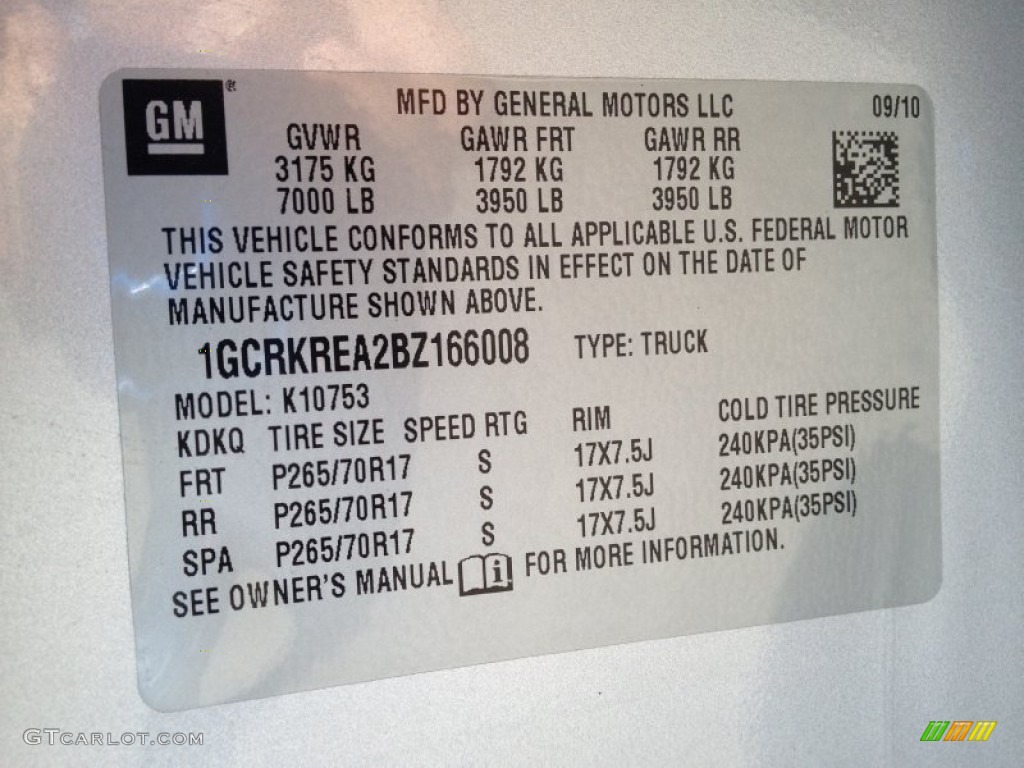 GM® MFD BY GENERAL MOTORS LLC 09/10
GVWR GAWR FRT GAWR RR
3175 KG 1792 KG 1792 KG
7000 LB 3950 LB 3950 LB
THIS VEHICLE CONFORMS TO ALL APPLICABLE U.S. FEDERAL MOTOR
VEHICLE SAFETY STANDARDS IN EFFECT ON THE DATE OF
MANUFACTURE SHOWN ABOVE.
1GCRKREA2BZ166008 TYPE: TRUCK
MODEL: K10753
KDKQ TIRE SIZE SPEED RTG RIM COLD TIRE PRESSURE
FRT P265/70R17 S 17X7.5J 240KPA(35PSI)
RR P265/70R17 S 17X7.5J 240KPA(35PSI)
SPA P265/70R17 S 17X7.5J 240KPA(35PSI)
SEE OWNER'S MANUAL i FOR MORE INFORMATION.
GTCARLOT.COM